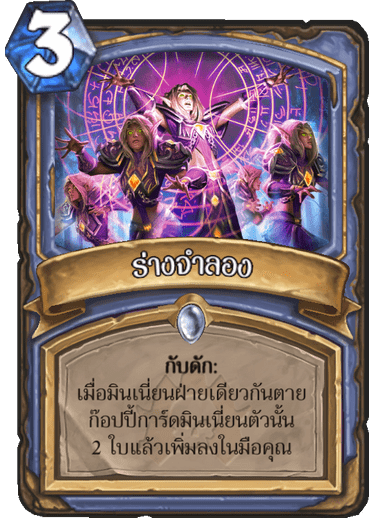 3
ร่างจำลอง
กับดัก:
เมื่อมินเนี่ยนฝ่ายเดียวกันตาย
ก๊อปปี้การ์ดมินเนี่ยนตัวนั้น
2 ใบแล้วเพิ่มลงในมือคุณ